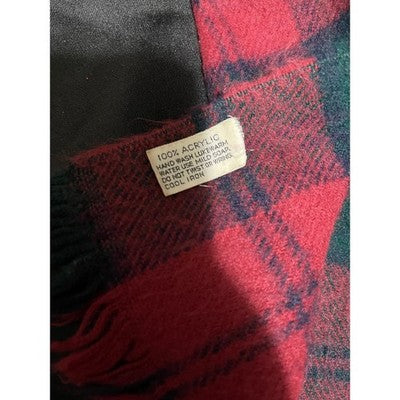 100% ACRYLIC
HAND WASH LUKEWARM
WATER USE MILD SOAP,
DO NOT TWIST OR WRING,
COOL IRON